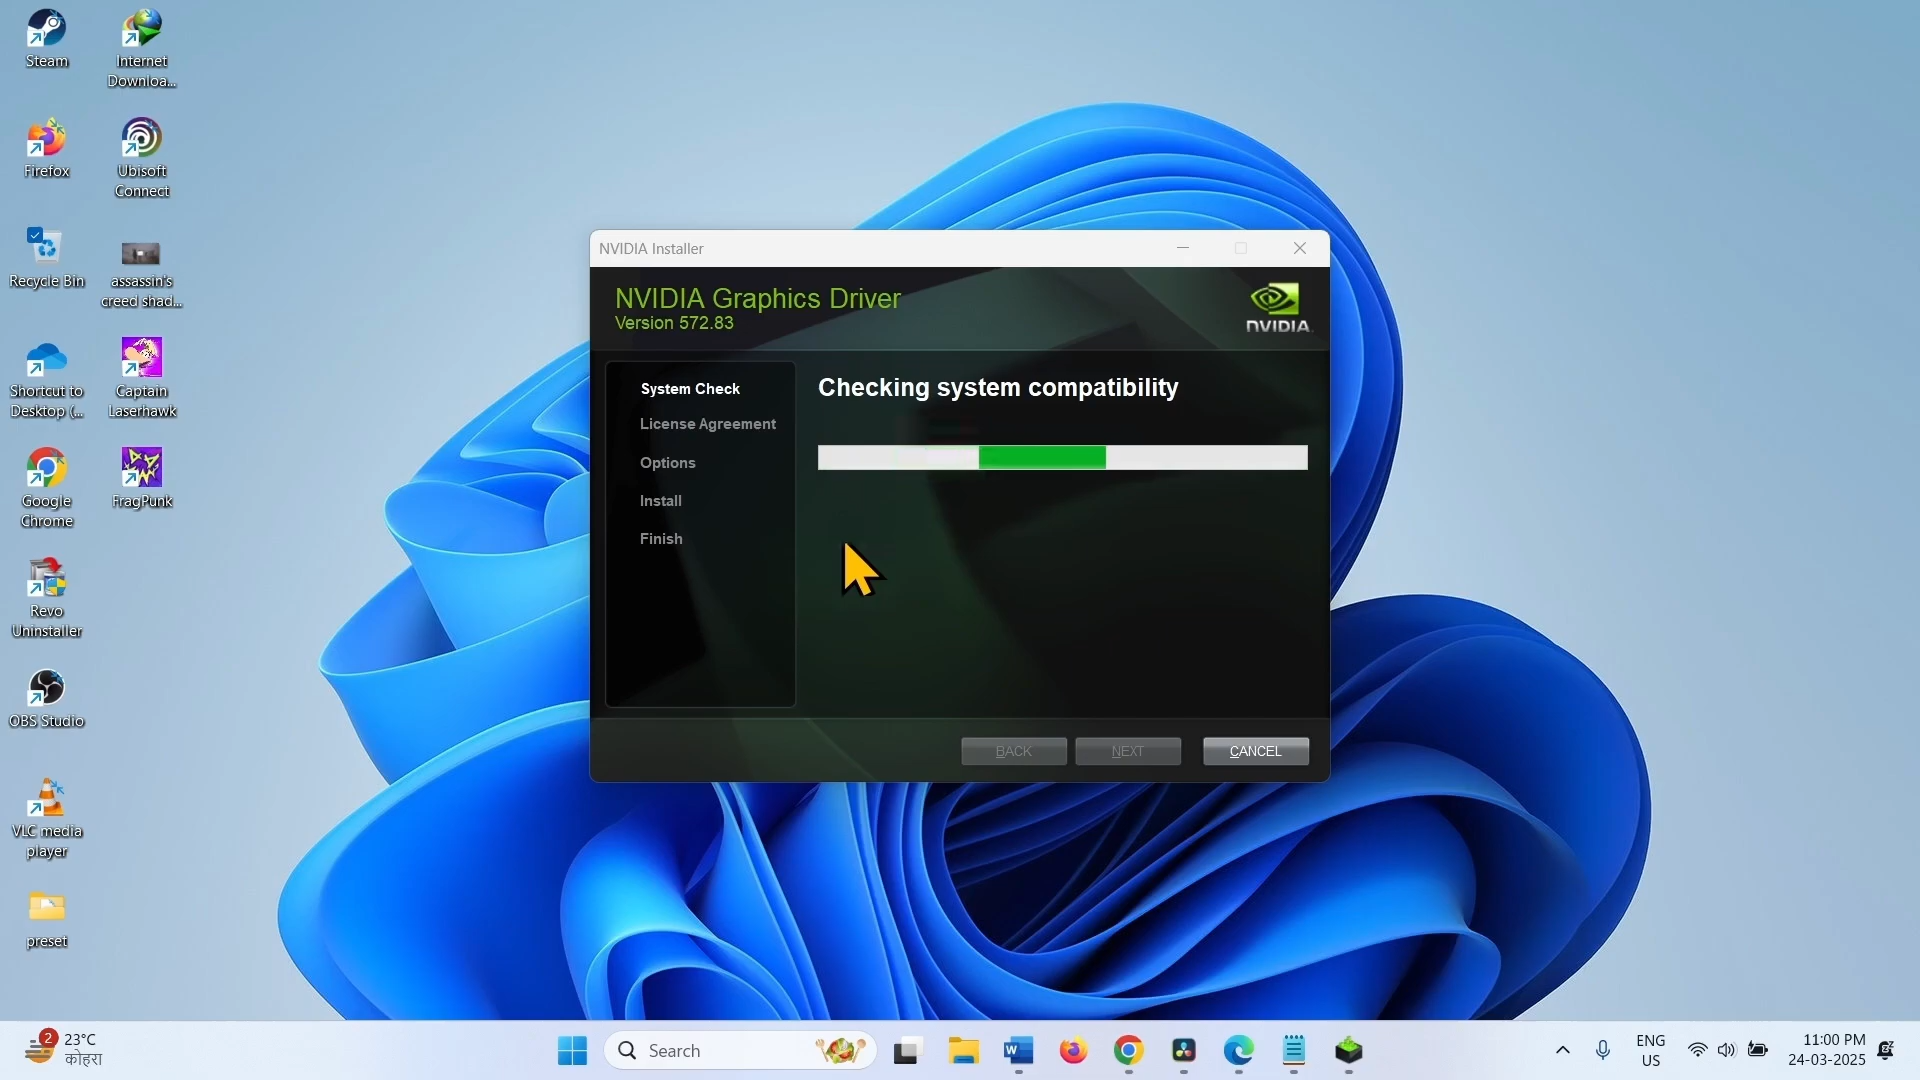 Steam
Internet
Downloa...
Firefox
Ubisoft
Connect
Recycle Bin
assassin's
creed shad...
Shortcut to
Desktop (...
Captain
Laserhawk
Google
Chrome
FragPunk
Revo
Uninstaller
OBS Studio
VLC media
player
preset
NVIDIA Installer
NVIDIA Graphics Driver
Version 572.83
NVIDIA
System Check
License Agreement
Options
Install
Finish
Checking system compatibility
BACK
NEXT
CANCEL
2
23°C
कोहरा
Search
W
ENG
US
11:00 PM
24-03-2025